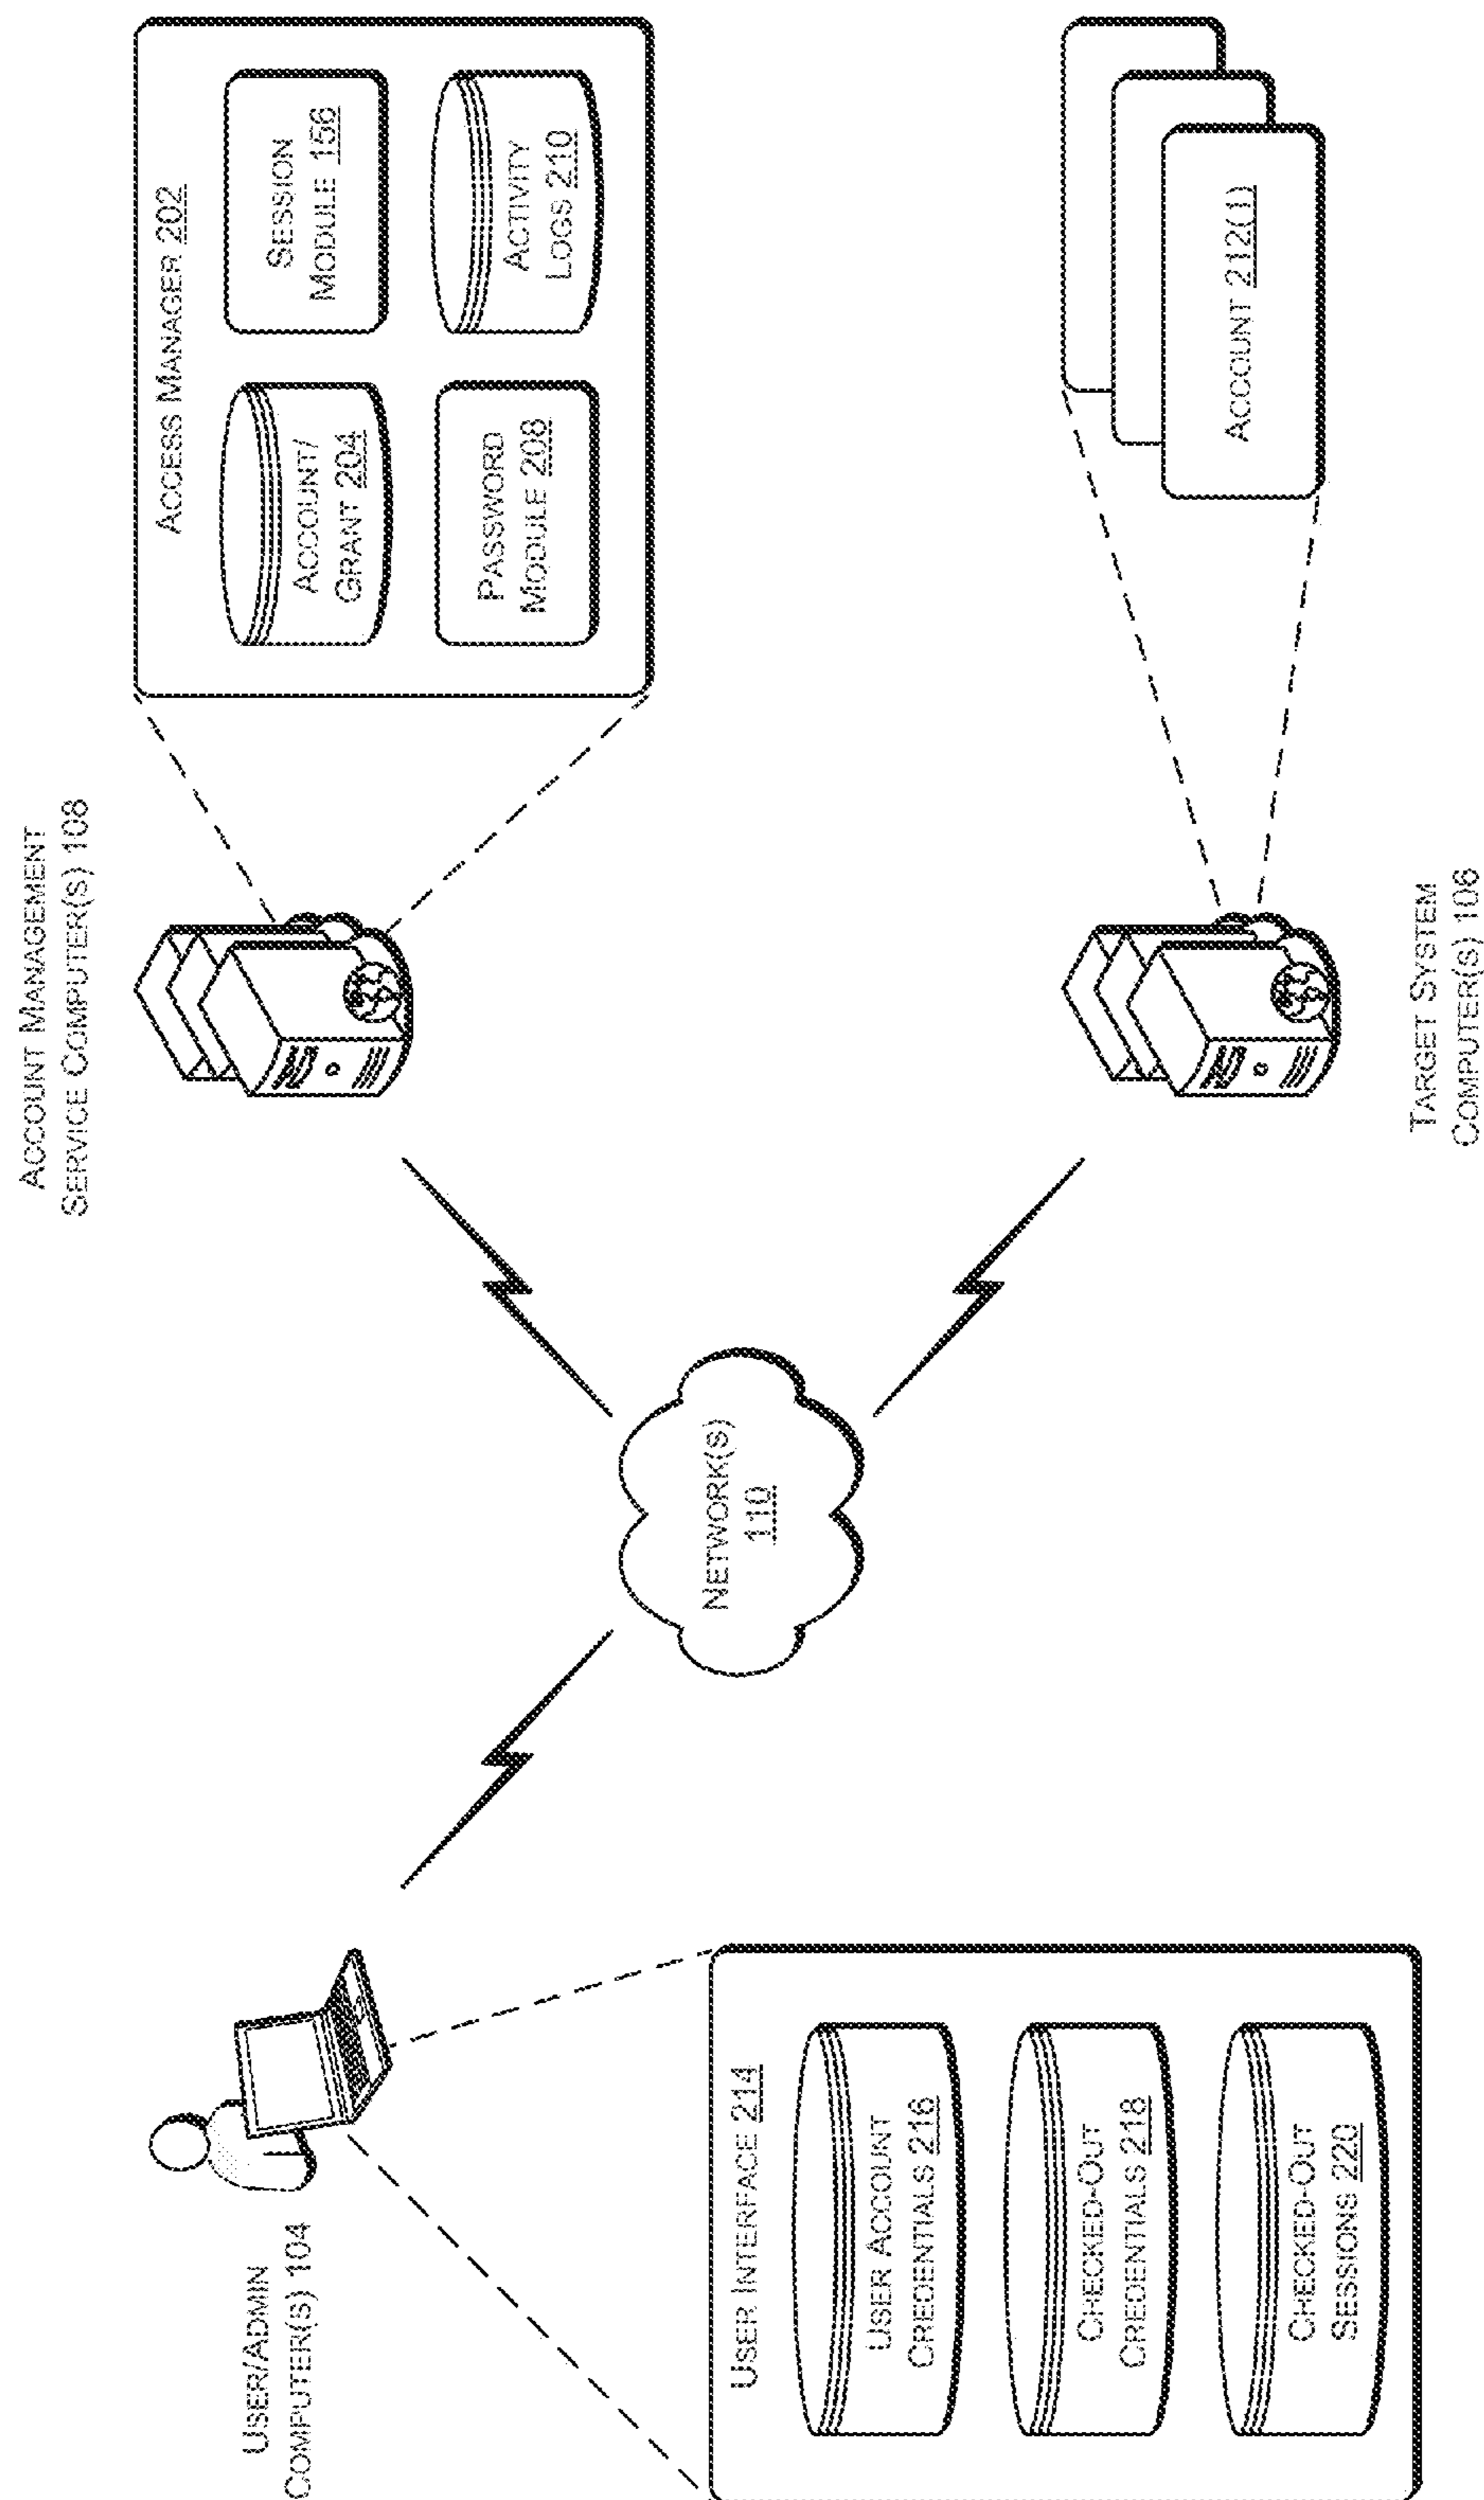 ACCOUNT MANAGEMENT
SERVICE COMPUTER(S) 108
ACCESS MANAGER 202
ACCOUNT/
GRANT 204
SESSION
MODULE 156
PASSWORD
MODULE 208
ACTIVITY
LOGS 210
USER/ADMIN
COMPUTER(S) 104
NETWORK(S)
110
USER INTERFACE 214
USER ACCOUNT
CREDENTIALS 216
CHECKED-OUT
CREDENTIALS 218
CHECKED-OUT
SESSIONS 220
ACCOUNT 212(1)
TARGET SYSTEM
COMPUTER(S) 106